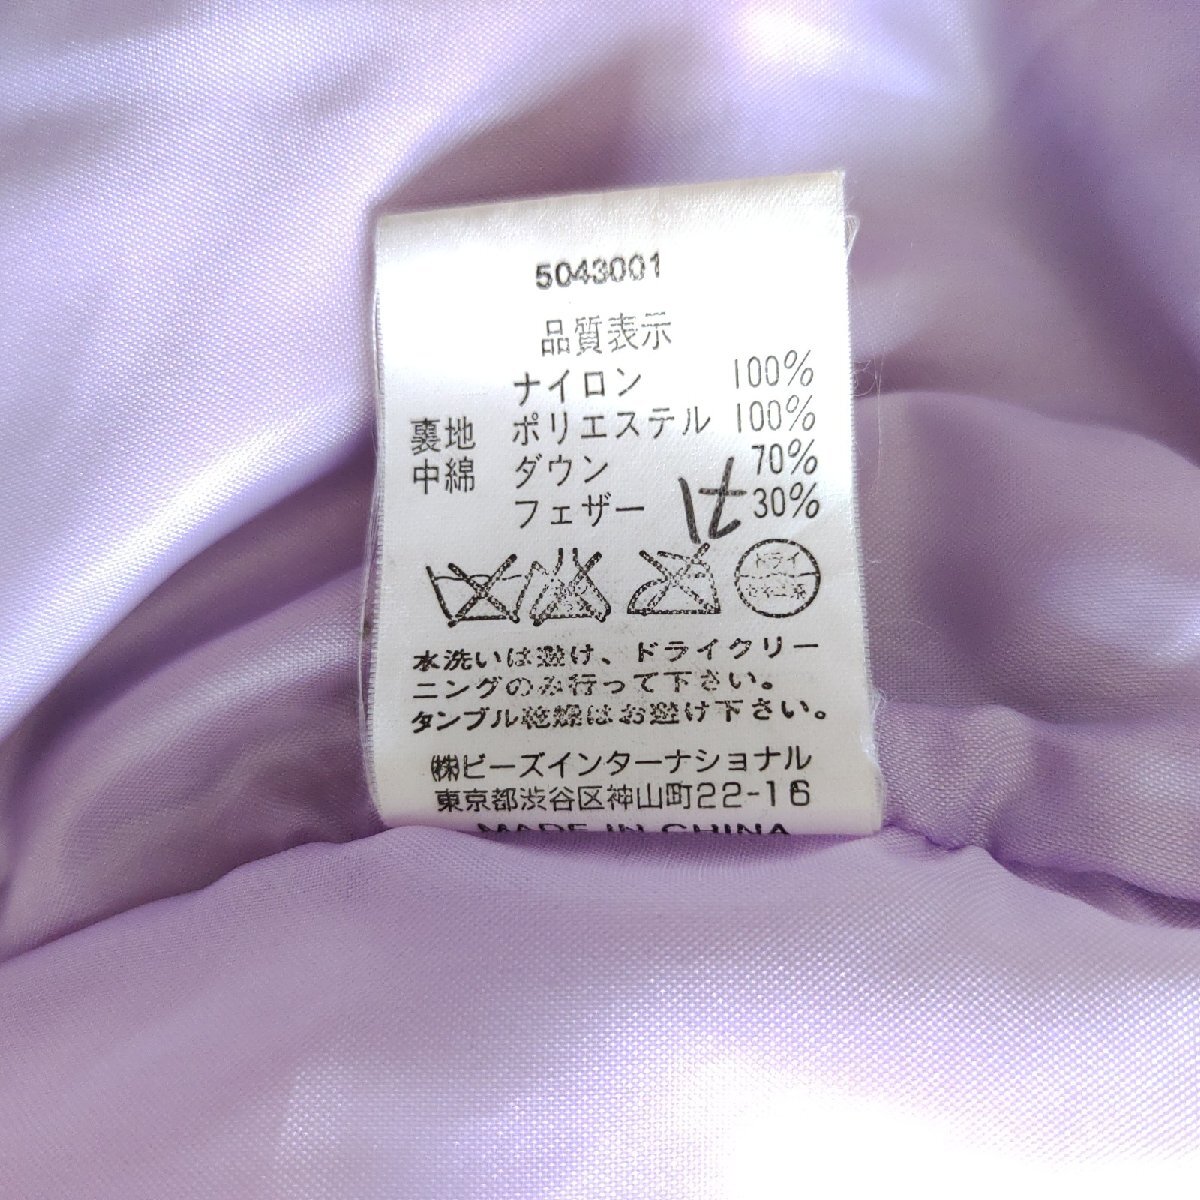 5043001
品質表示
ナイロン 100%
裏地 ポリエステル 100%
中綿 ダウン 70%
フェザー 30%
ドライ
水洗いは避け、ドライクリー
ニングのみ行って下さい。
タンブル乾燥はお避け下さい。
㈱ビーズインターナショナル
東京都渋谷区神山町22-16
MADE IN CHINA